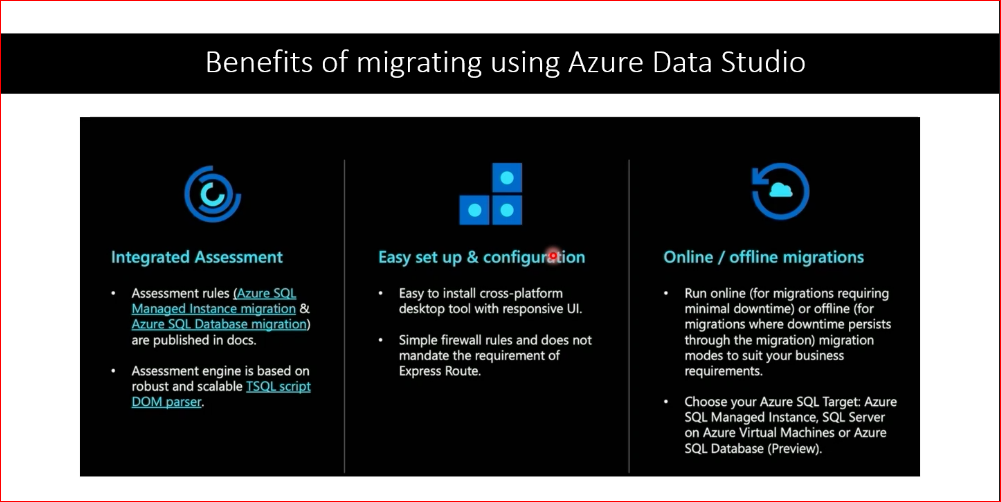 Benefits of migrating using Azure Data Studio
Integrated Assessment
• Assessment rules (Azure SQL
Managed Instance migration &
Azure SQL Database migration)
are published in docs.
• Assessment engine is based on
robust and scalable TSQL script
DOM parser.
Easy set up & configuration
• Easy to install cross-platform
desktop tool with responsive UI.
• Simple firewall rules and does not
mandate the requirement of
Express Route.
Online / offline migrations
• Run online (for migrations requiring
minimal downtime) or offline (for
migrations where downtime persists
through the migration) migration
modes to suit your business
requirements.
• Choose your Azure SQL Target: Azure
SQL Managed Instance, SQL Server
on Azure Virtual Machines or Azure
SQL Database (Preview).